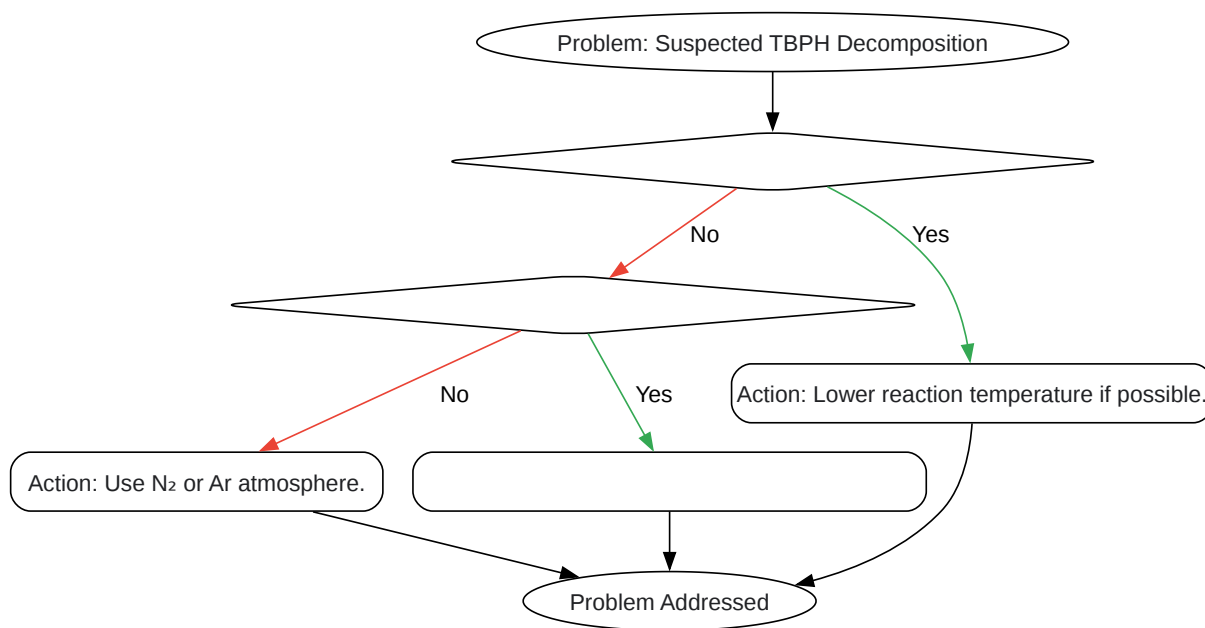 Problem: Suspected TBPH Decomposition
No
Yes
No
Yes
Action: Lower reaction temperature if possible.
Action: Use N₂ or Ar atmosphere.
Problem Addressed